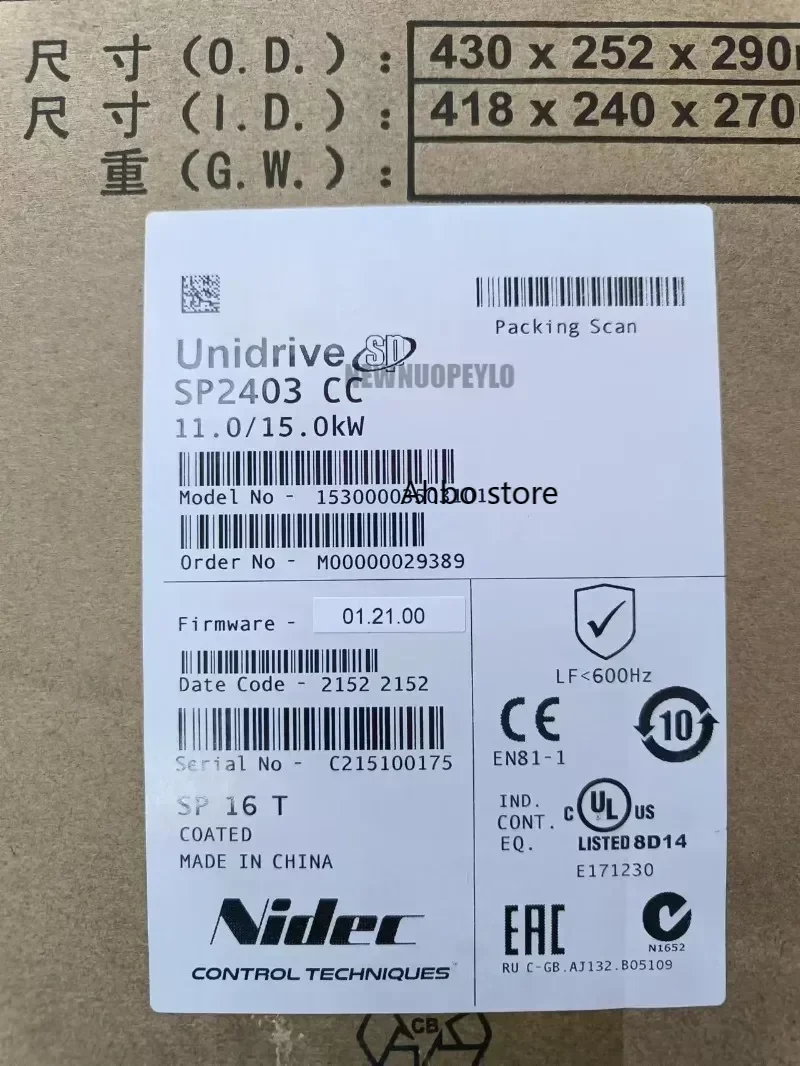 尺 寸 (O.D.) : 430 x 252 x 290
尺 寸 (I.D.) : 418 x 240 x 270
重 (G.W.) :
Packing Scan
Unidrive SP
NEWNUOPEYLO
SP2403 CC
11.0/15.0kW
Model No -
Ahbo store
Order No - M00000029389
Firmware - 01.21.00
Date Code - 2152 2152
Serial No - C215100175
SP 16 T
COATED
MADE IN CHINA
Nidec
CONTROL TECHNIQUES
LF<600Hz
CE
10
EN81-1
IND.
CONT.
EQ.
C UL US
LISTED 8D14
E171230
EAC
N1652
RU C-GB.AJ132.B05109
CB